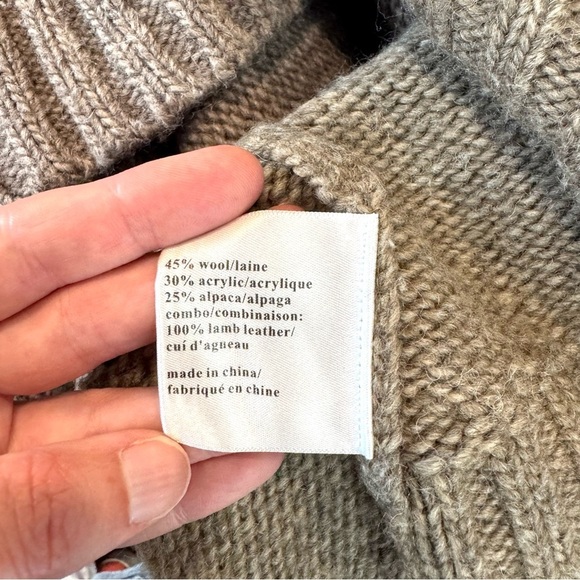 45% wool/laine
30% acrylic/acrylique
25% alpaca/alpaga
combo/combinaison:
100% lamb leather/
cuí d'agneau
made in china/
fabriqué en chine